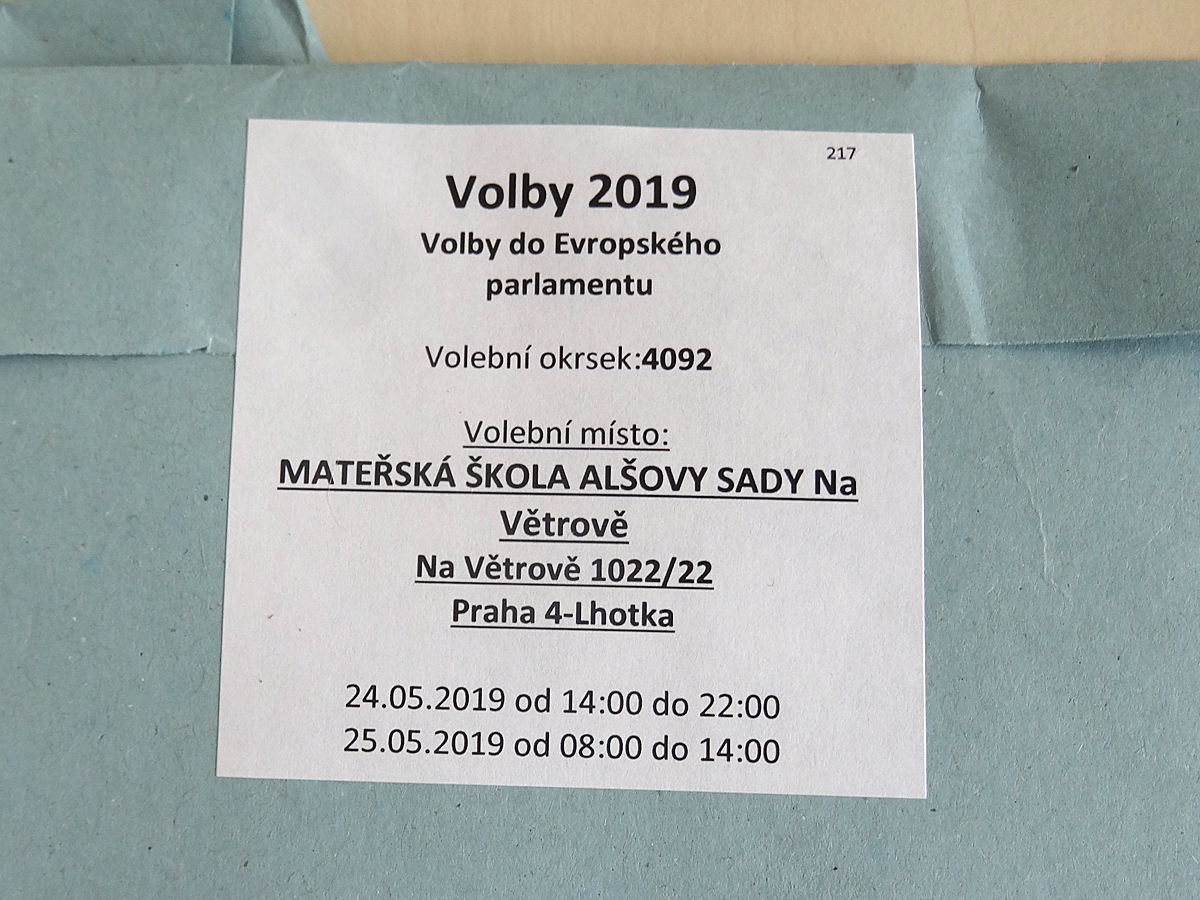 217
Volby 2019
Volby do Evropského
parlamentu
Volební okrsek:4092
Volební místo:
MATEŘSKÁ ŠKOLA ALŠOVY SADY Na
Větrově
Na Větrově 1022/22
Praha 4-Lhotka
24.05.2019 od 14:00 do 22:00
25.05.2019 od 08:00 do 14:00